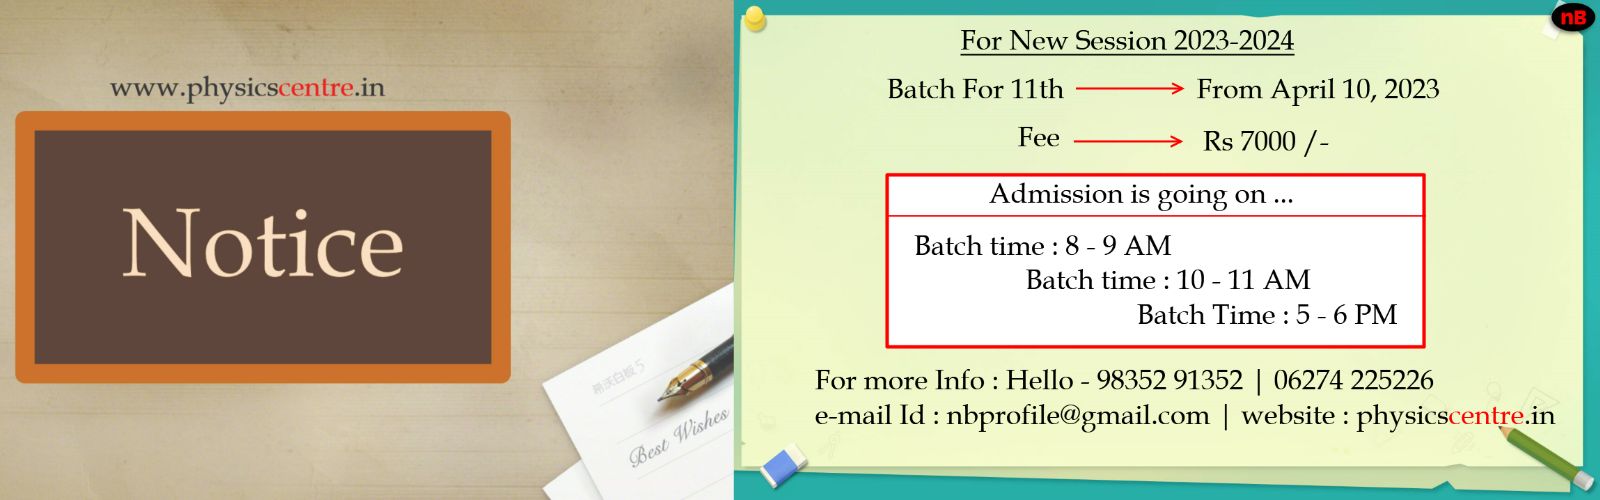 www.physicscentre.in
Notice
Best Wishes
nB
For New Session 2023-2024
Batch For 11th
From April 10, 2023
Fee
Rs 7000 /-
Admission is going on ...
Batch time : 8 - 9 AM
Batch time : 10 - 11 AM
Batch Time : 5 - 6 PM
For more Info : Hello - 98352 91352 | 06274 225226
e-mail Id : nbprofile@gmail.com | website : physicscentre.in